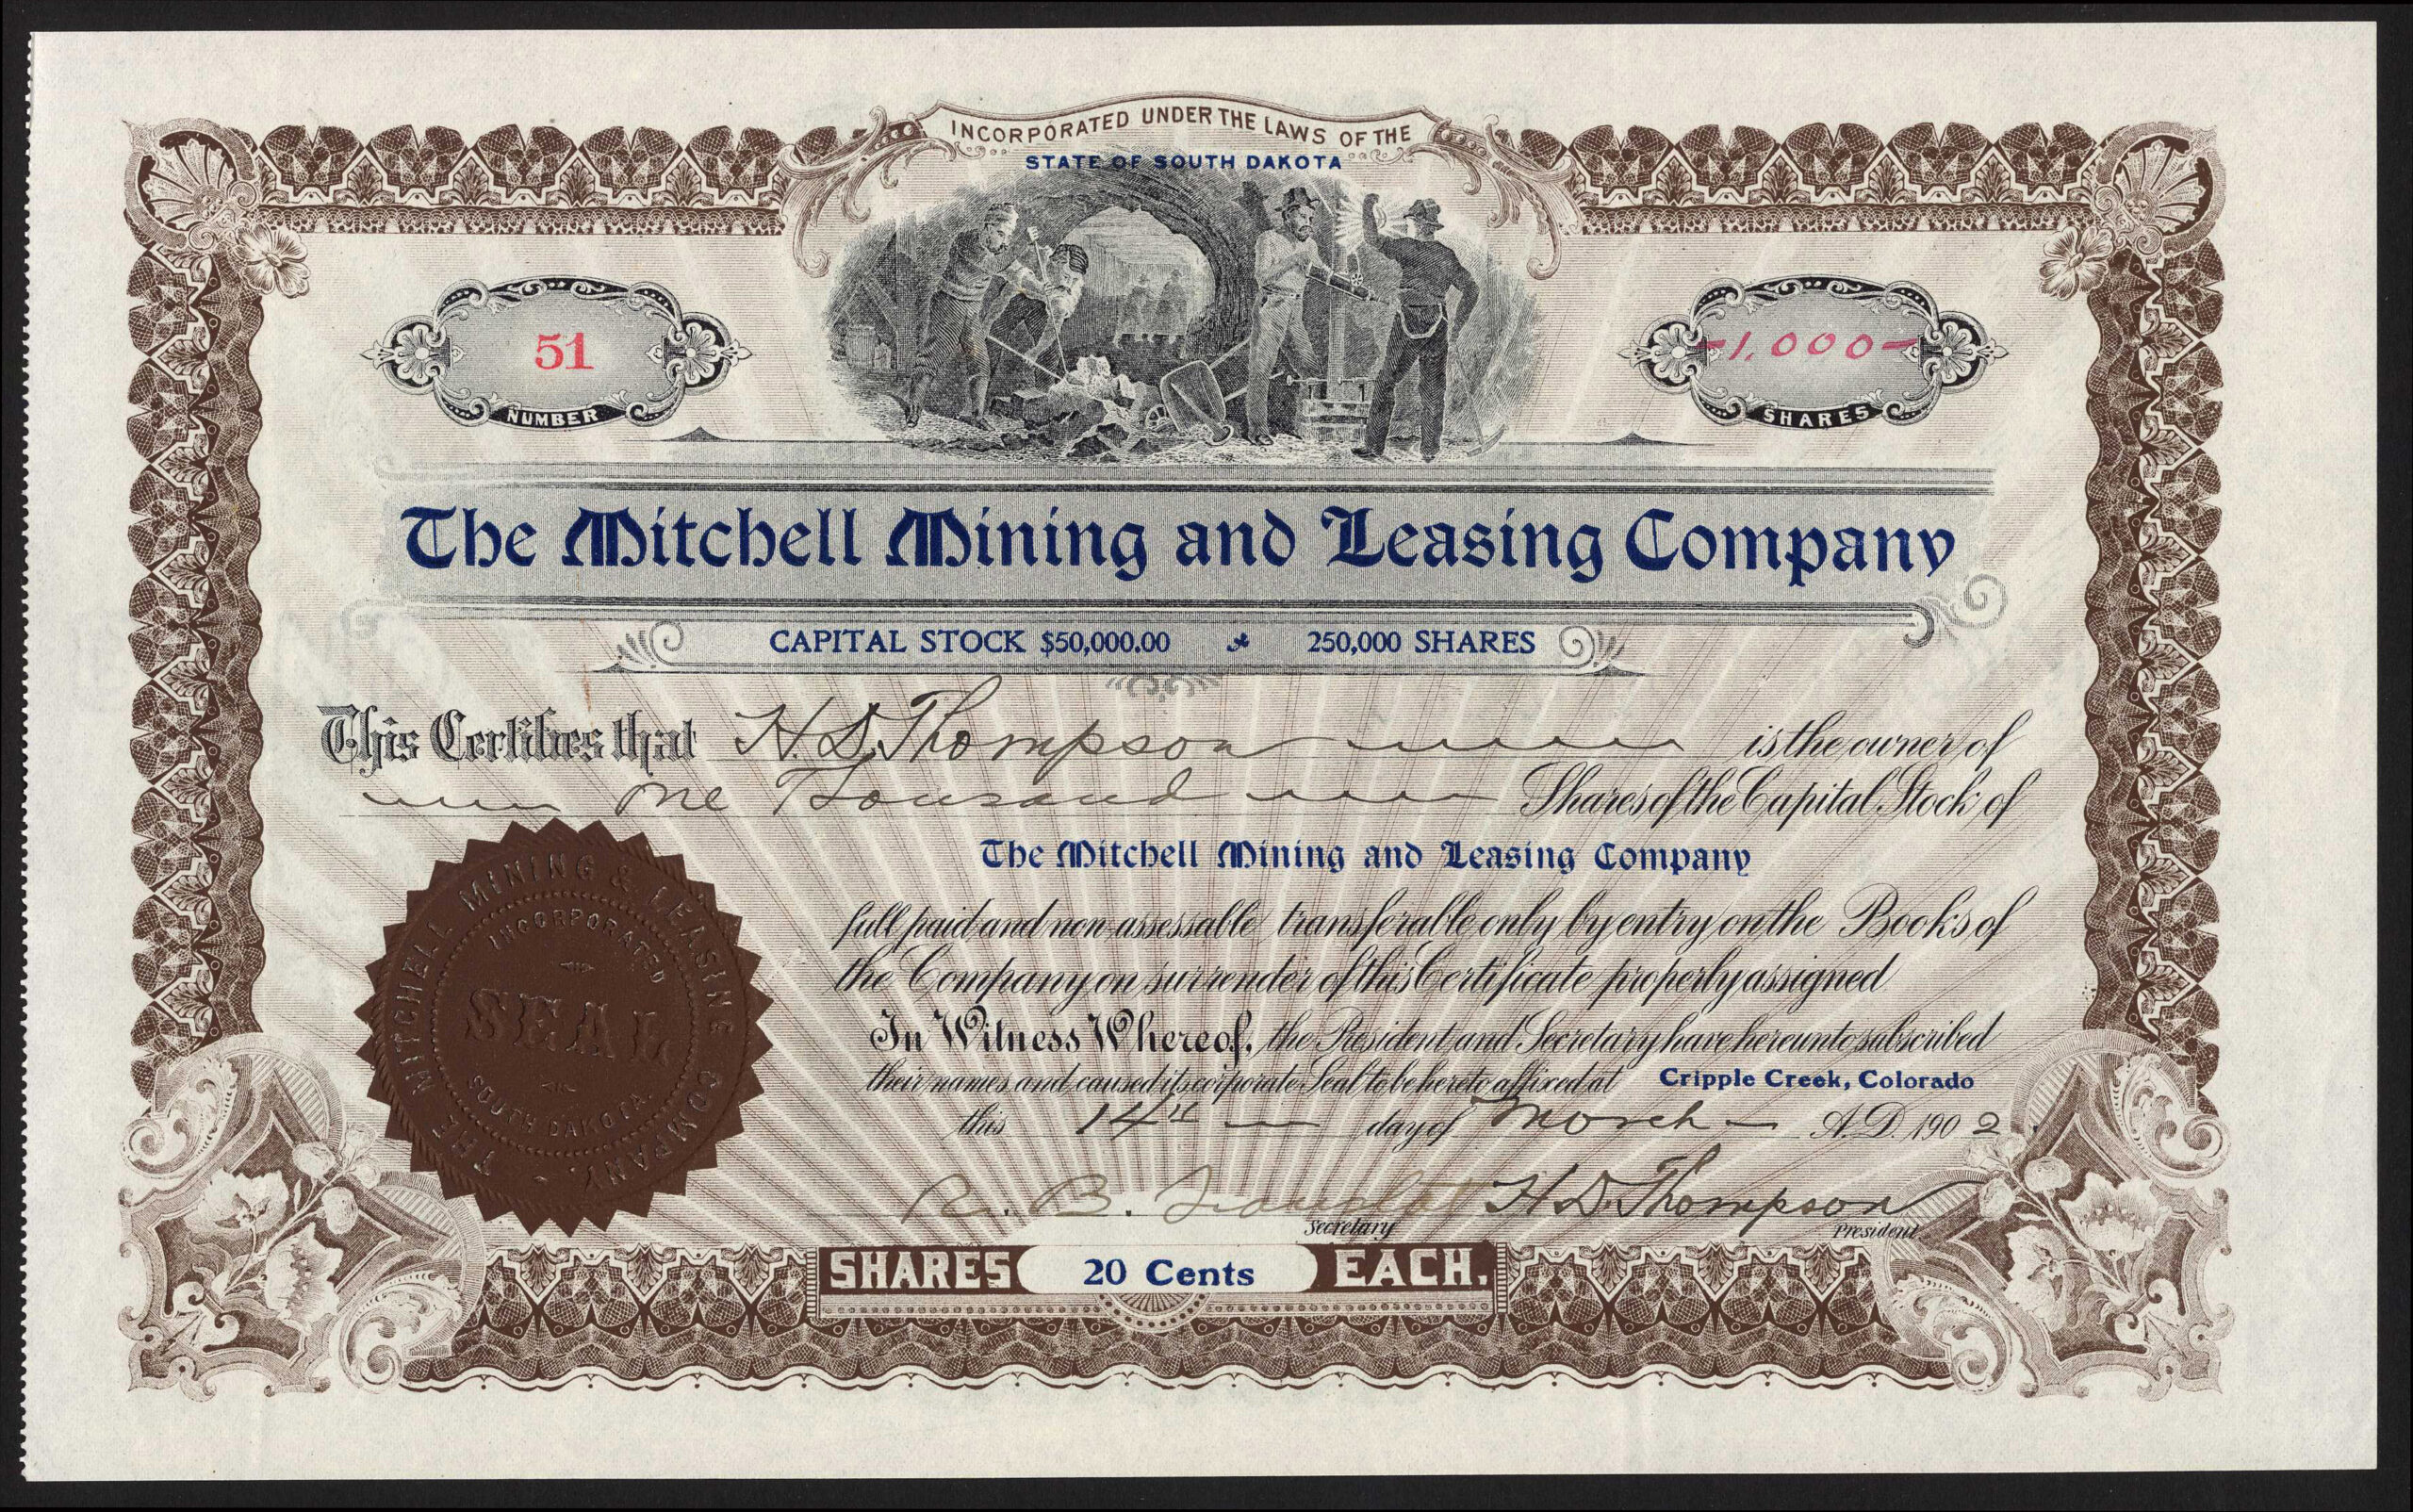 INCORPORATED UNDER THE LAWS OF THE
STATE OF SOUTH DAKOTA
51
NUMBER
-1,000-
SHARES
The Mitchell Mining and Leasing Company
CAPITAL STOCK $50,000.00 250,000 SHARES
This Certifies that H. D. Thompson is the owner of
One Thousand Shares of the Capital Stock of
The Mitchell Mining and Leasing Company
full paid and non-assessable transferable only by entry on the Books of
the Company on surrender of this Certificate properly assigned
In Witness Whereof, the President and Secretary have hereunto subscribed
their names and caused its corporate Seal to be hereto affixed at Cripple Creek, Colorado
this 14th day of March A.D. 1902
R. B. H. D. Thompson
Secretary President
THE MITCHELL MINING & LEASING COMPANY.
INCORPORATED
SEAL
SOUTH DAKOTA.
SHARES 20 Cents EACH.